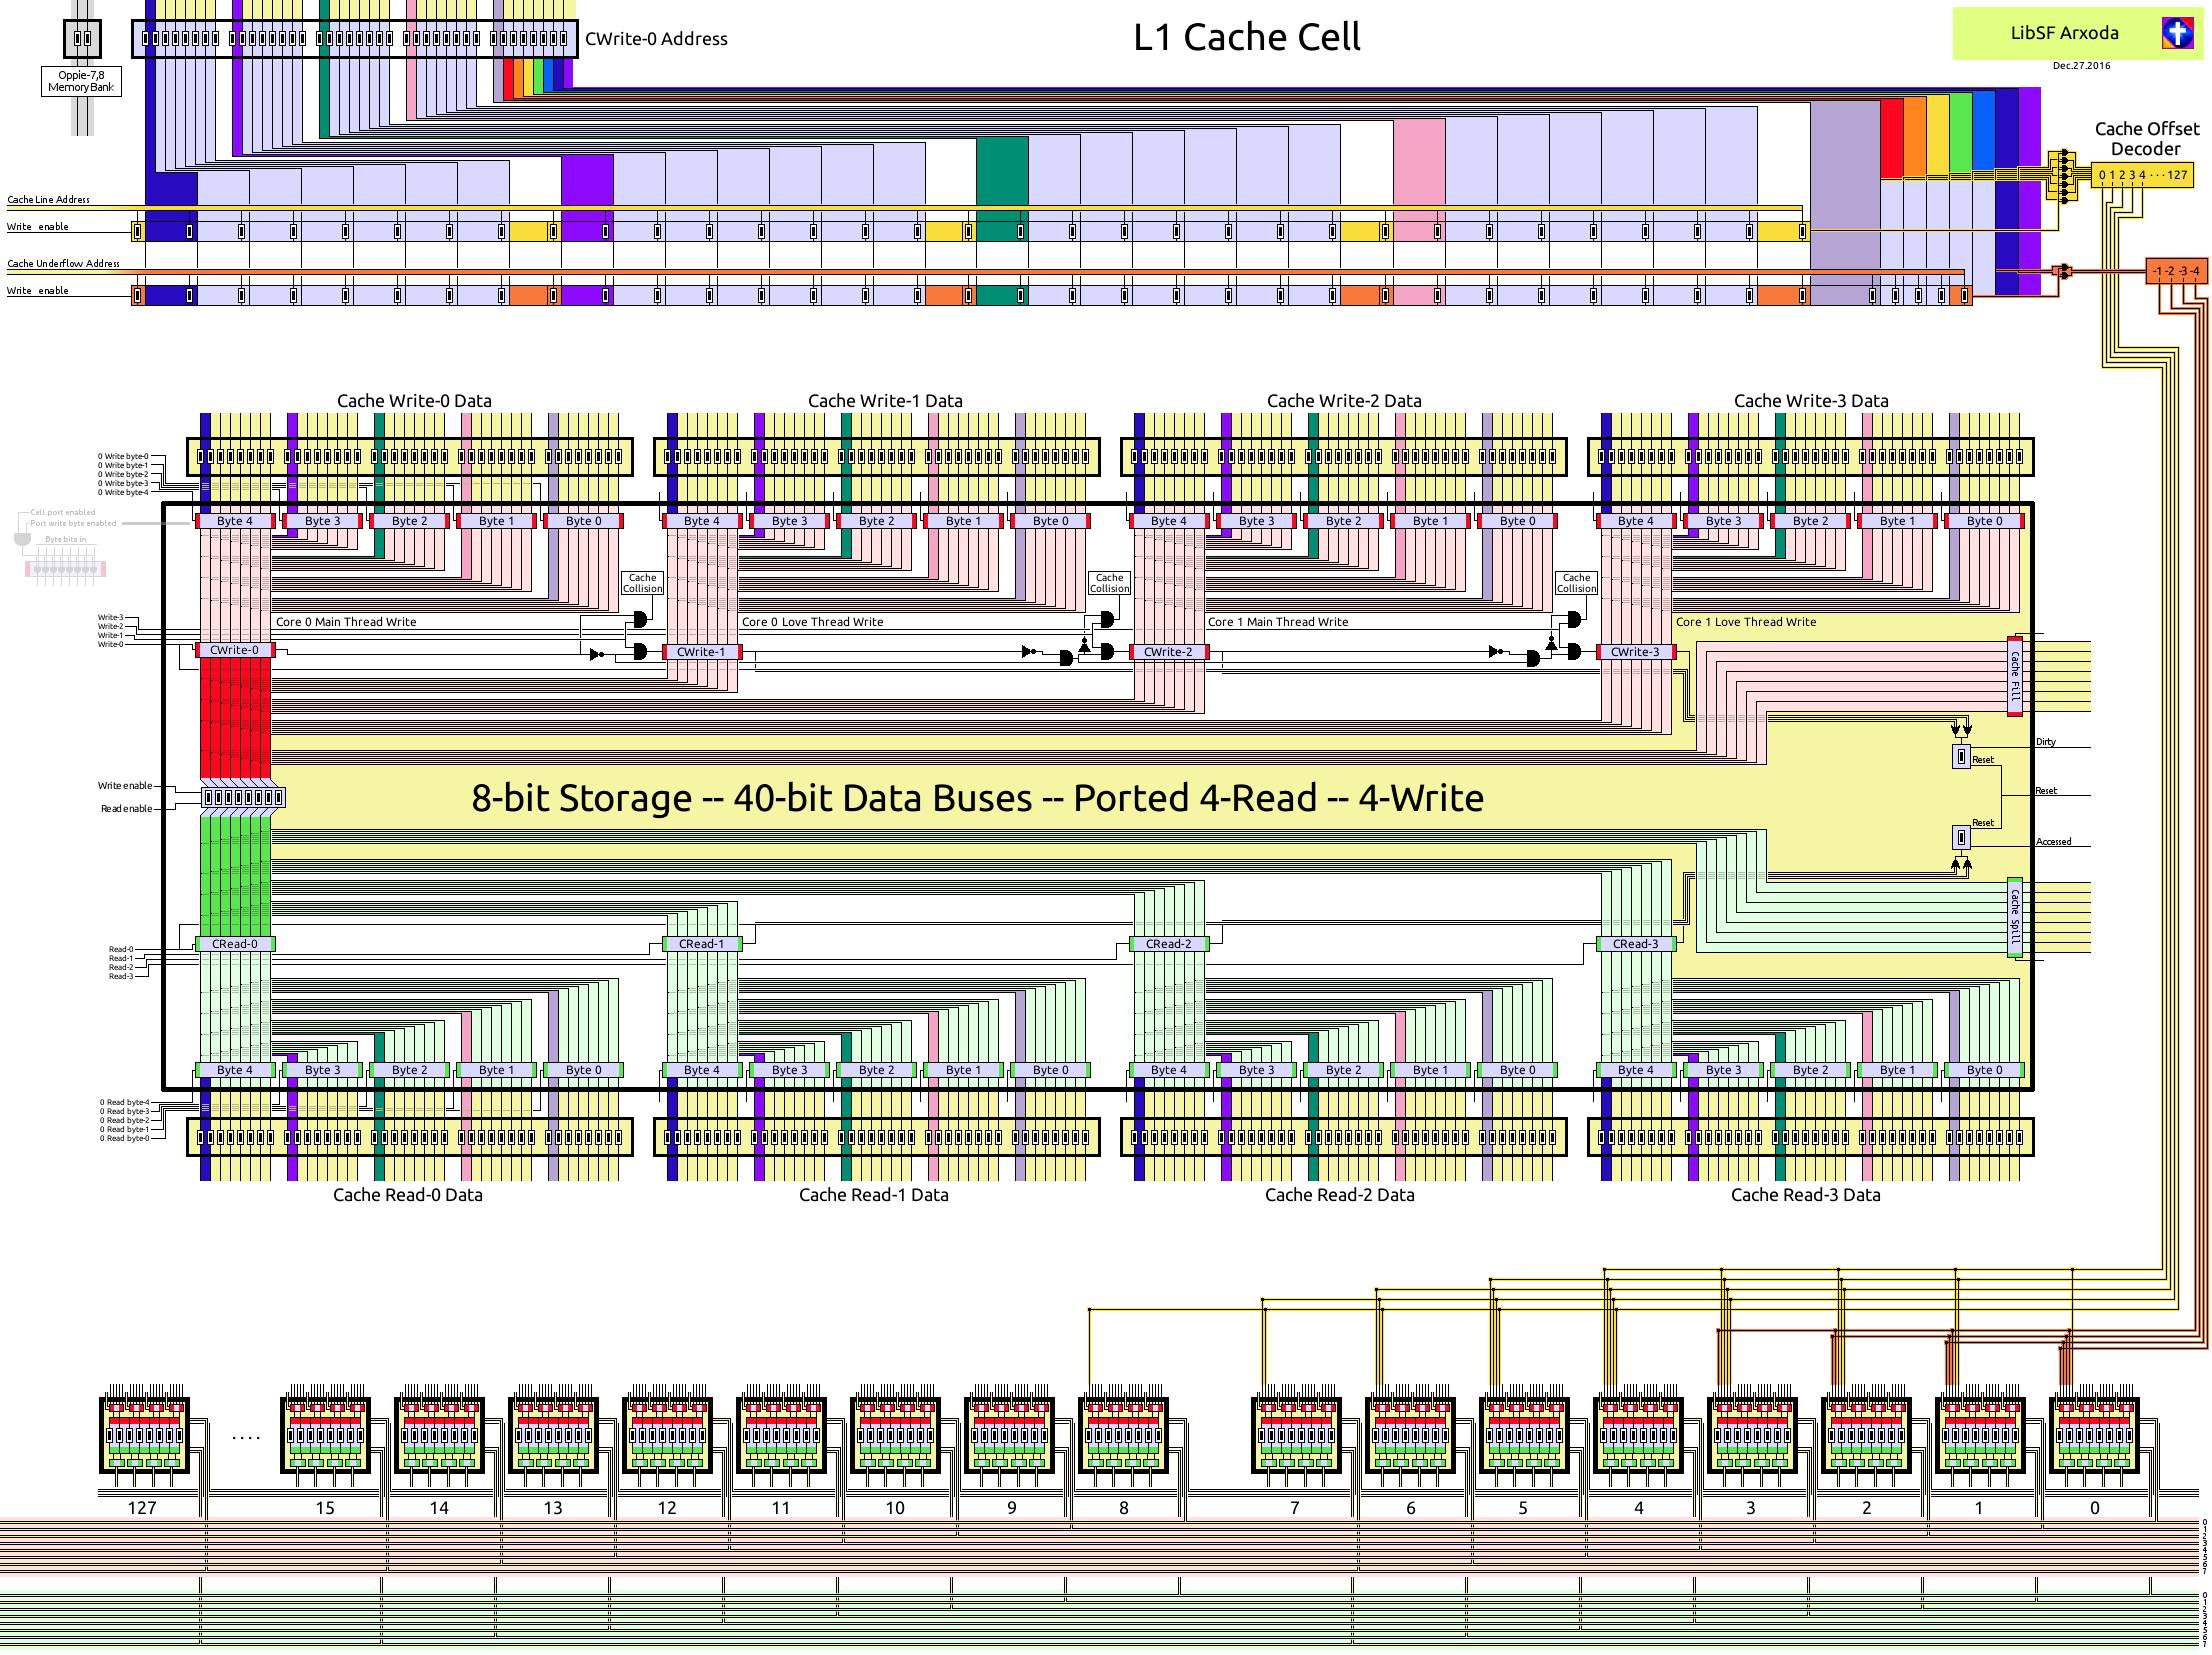 L1 Cache Cell
LibSF Arxoda
Dec.27.2016
CWrite-0 Address
Oppie-7,8
Memory Bank
Cache Offset
Decoder
0 1 2 3 4 · · · 127
Cache Line Address
Write enable
Cache Underflow Address
-1 -2 -3 -4
Write enable
Cache Write-0 Data
Cache Write-1 Data
Cache Write-2 Data
Cache Write-3 Data
0 Write byte-0
0 Write byte-1
0 Write byte-2
0 Write byte-3
0 Write byte-4
Cell port enabled
Port write byte enabled
Byte bits in
Byte 4 Byte 3 Byte 2 Byte 1 Byte 0
Byte 4 Byte 3 Byte 2 Byte 1 Byte 0
Byte 4 Byte 3 Byte 2 Byte 1 Byte 0
Byte 4 Byte 3 Byte 2 Byte 1 Byte 0
Cache
Collision
Cache
Collision
Cache
Collision
Write-3
Write-2
Write-1
Write-0
Core 0 Main Thread Write
Core 0 Love Thread Write
Core 1 Main Thread Write
Core 1 Love Thread Write
CWrite-0
CWrite-1
CWrite-2
CWrite-3
Cache Fill
Dirty
Reset
Write enable
Read enable
8-bit Storage -- 40-bit Data Buses -- Ported 4-Read -- 4-Write
Reset
Reset
Accessed
Cache Spill
CRead-0
CRead-1
CRead-2
CRead-3
Read-0
Read-1
Read-2
Read-3
Byte 4 Byte 3 Byte 2 Byte 1 Byte 0
Byte 4 Byte 3 Byte 2 Byte 1 Byte 0
Byte 4 Byte 3 Byte 2 Byte 1 Byte 0
Byte 4 Byte 3 Byte 2 Byte 1 Byte 0
0 Read byte-4
0 Read byte-3
0 Read byte-2
0 Read byte-1
0 Read byte-0
Cache Read-0 Data
Cache Read-1 Data
Cache Read-2 Data
Cache Read-3 Data
. . . .
127 15 14 13 12 11 10 9 8 7 6 5 4 3 2 1 0
0
1
2
3
4
5
6
7
0
1
2
3
4
5
6
7